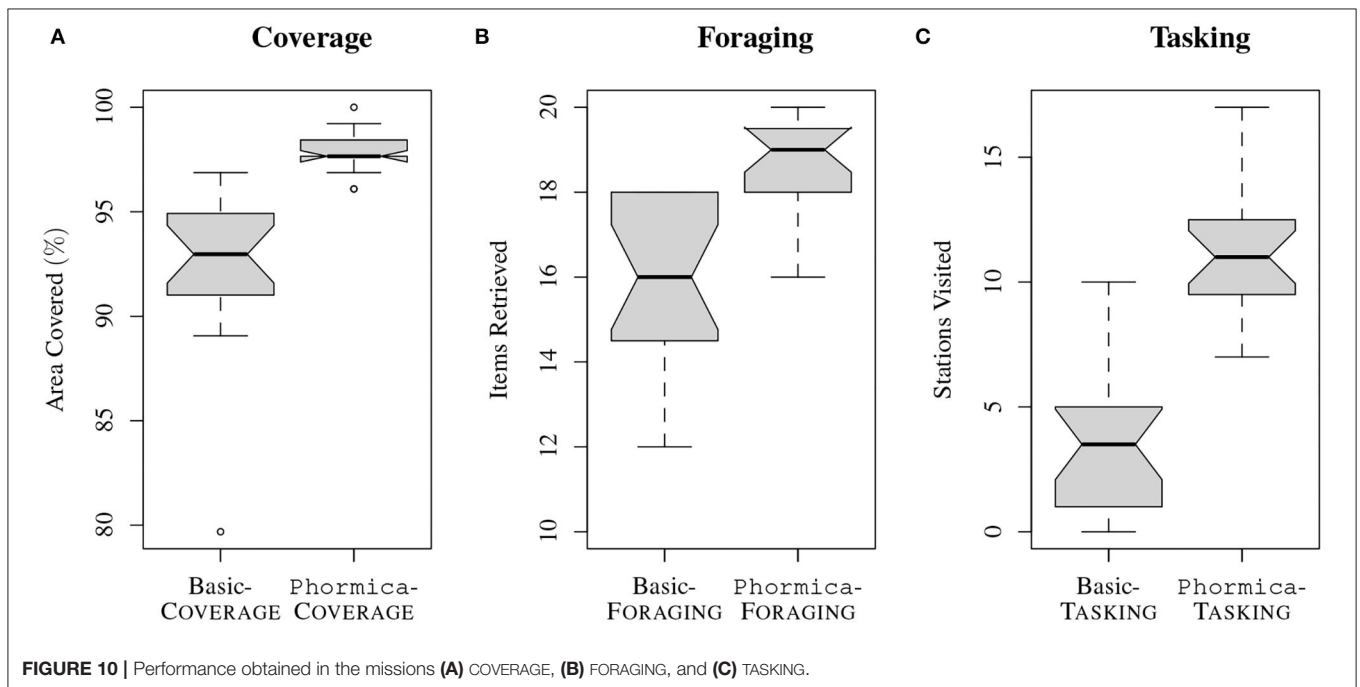 A
Coverage
Area Covered (%)
100
95
90
85
80
Basic-
COVERAGE
Phormica-
COVERAGE
B
Foraging
Items Retrieved
20
18
16
14
12
10
Basic-
FORAGING
Phormica-
FORAGING
C
Tasking
Stations Visited
15
10
5
0
Basic-
TASKING
Phormica-
TASKING
FIGURE 10 | Performance obtained in the missions (A) COVERAGE, (B) FORAGING, and (C) TASKING.